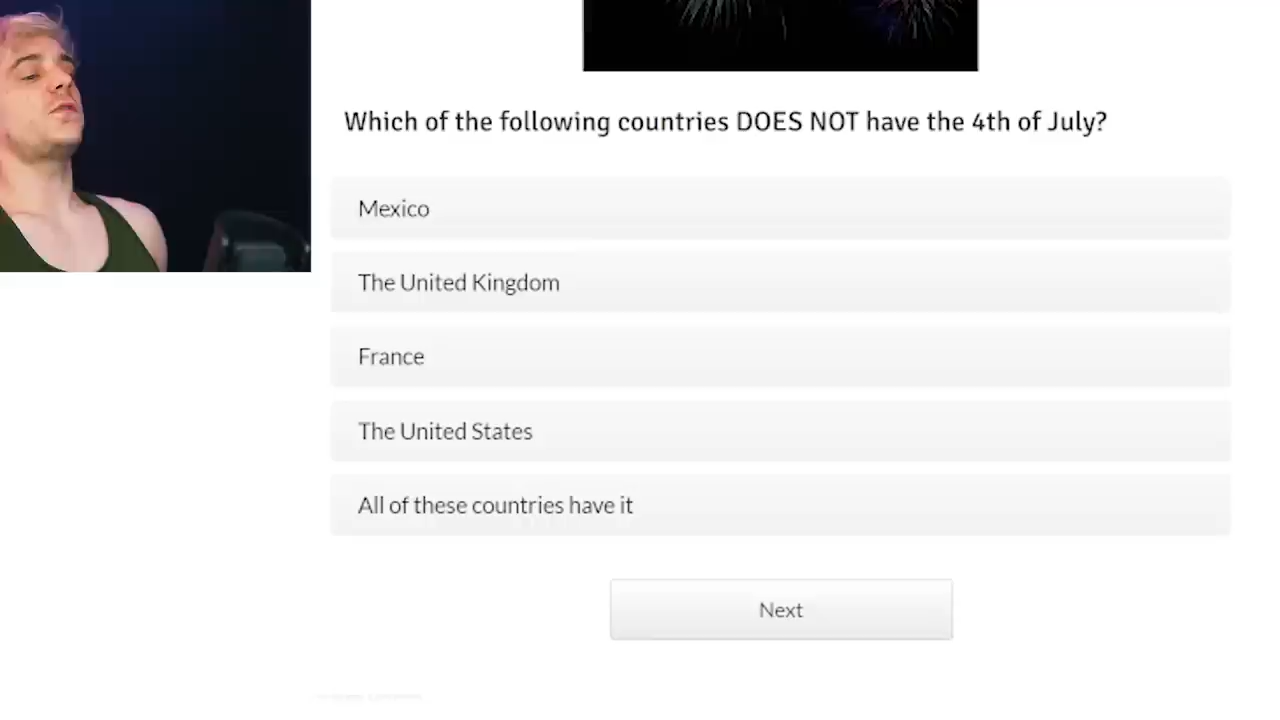 Which of the following countries DOES NOT have the 4th of July?
Mexico
The United Kingdom
France
The United States
All of these countries have it
Next